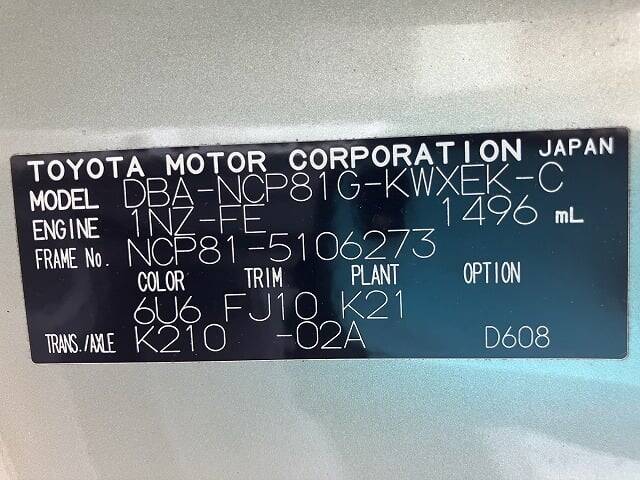 TOYOTA MOTOR CORPORATION JAPAN
MODEL DBA-NCP81G-KWXEK-C
ENGINE 1NZ-FE 1496 mL
FRAME No. NCP81-5106273
COLOR TRIM PLANT OPTION
6U6 FJ10 K21
TRANS./AXLE K210 -02A D608